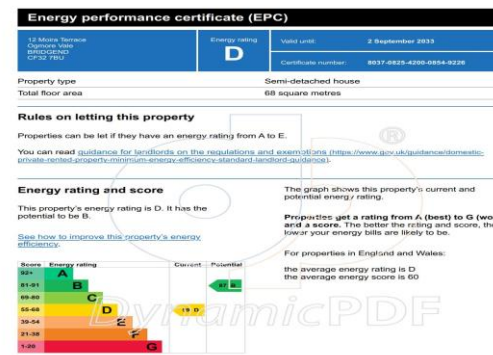 Energy performance certificate (EPC)
12 Moira Terrace
Ogmore Vale
BRIDGEND
CF32 7BU
Energy rating
D
Valid until: 2 September 2033
Certificate number: 8037-0825-4200-0854-9226
Property type Semi-detached house
Total floor area 68 square metres
Rules on letting this property
Properties can be let if they have an energy rating from A to E.
You can read guidance for landlords on the regulations and exemptions (https://www.gov.uk/guidance/domestic-
private-rented-property-minimum-energy-efficiency-standard-landlord-guidance).
Energy rating and score
This property's energy rating is D. It has the
potential to be B.
See how to improve this property's energy
efficiency.
The graph shows this property's current and
potential energy rating.
Properties get a rating from A (best) to G (wo
and a score. The better the rating and score, the
lower your energy bills are likely to be.
For properties in England and Wales:
the average energy rating is D
the average energy score is 60
Score Energy rating Current Potential
92+ A
81-91 B
69-80 C
55-68 D
39-54 E
21-38 F
1-20 G
DynamicPDF
®